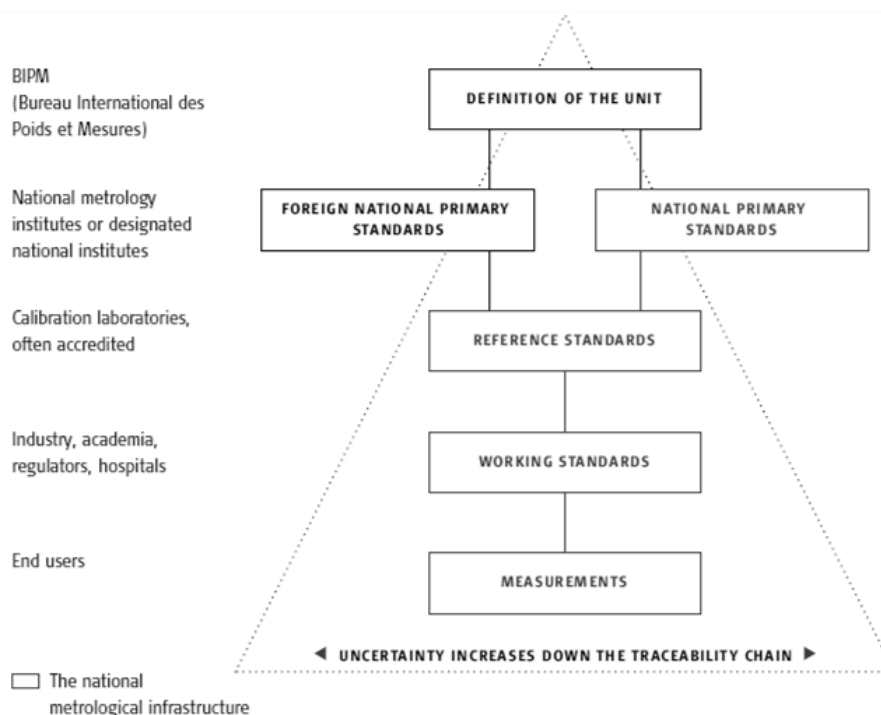 BIPM
(Bureau International des
Poids et Mesures)
DEFINITION OF THE UNIT
National metrology
institutes or designated
national institutes
FOREIGN NATIONAL PRIMARY
STANDARDS
NATIONAL PRIMARY
STANDARDS
Calibration laboratories,
often accredited
REFERENCE STANDARDS
Industry, academia,
regulators, hospitals
WORKING STANDARDS
End users
MEASUREMENTS
◄ UNCERTAINTY INCREASES DOWN THE TRACEABILITY CHAIN ►
The national
metrological infrastructure